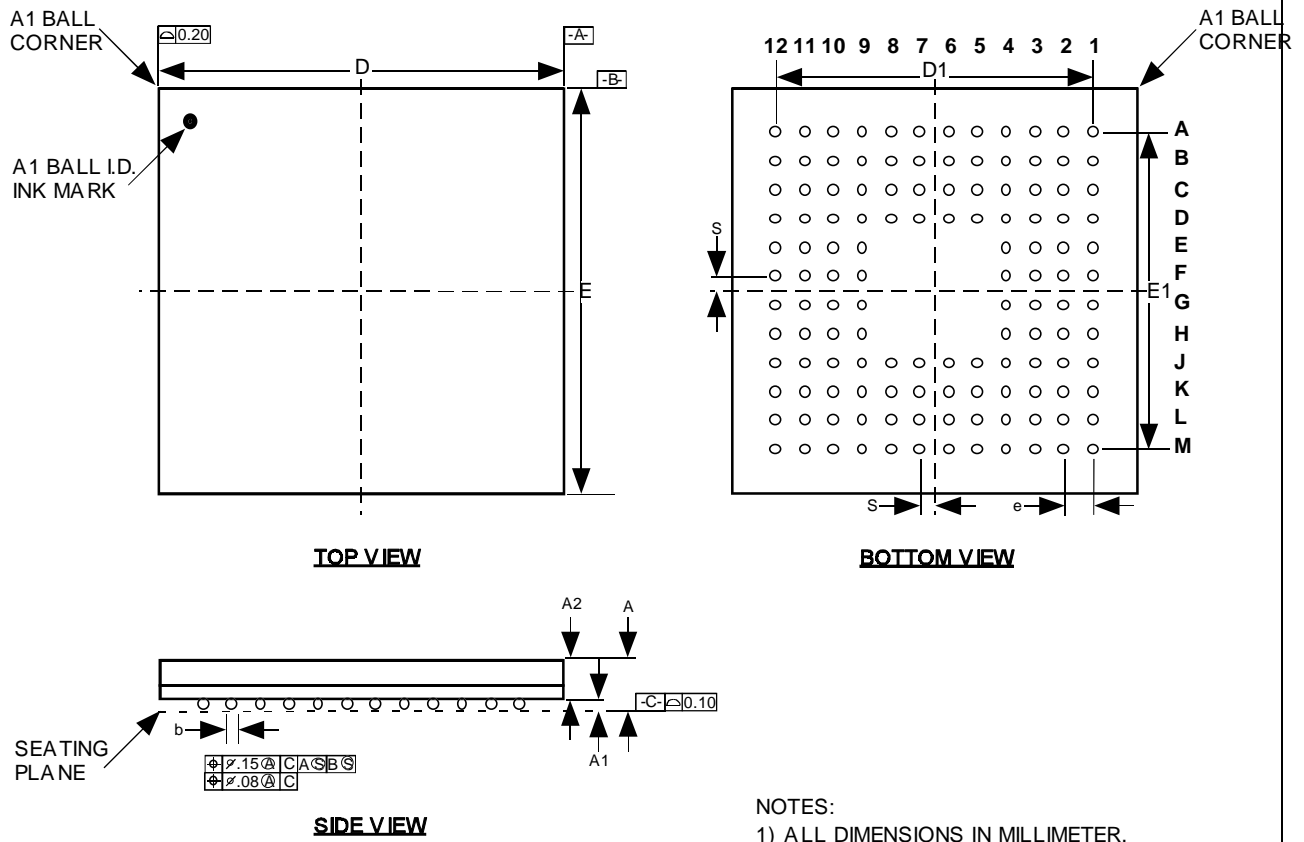 A1 BALL
CORNER
⌓ 0.20
-A-
D
-B-
A1 BALL I.D.
INK MARK
E
TOP VIEW
A1 BALL
CORNER
12 11 10 9 8 7 6 5 4 3 2 1
D1
A
B
C
D
E
F
G
H
J
K
L
M
S
E1
S
e
BOTTOM VIEW
A2
A
-C- ⌓ 0.10
b
A1
SEATING
PLANE
⌖ ⌀.15 Ⓐ C A Ⓢ B Ⓢ
⌖ ⌀.08 Ⓐ C
SIDE VIEW
NOTES:
1) ALL DIMENSIONS IN MILLIMETER.